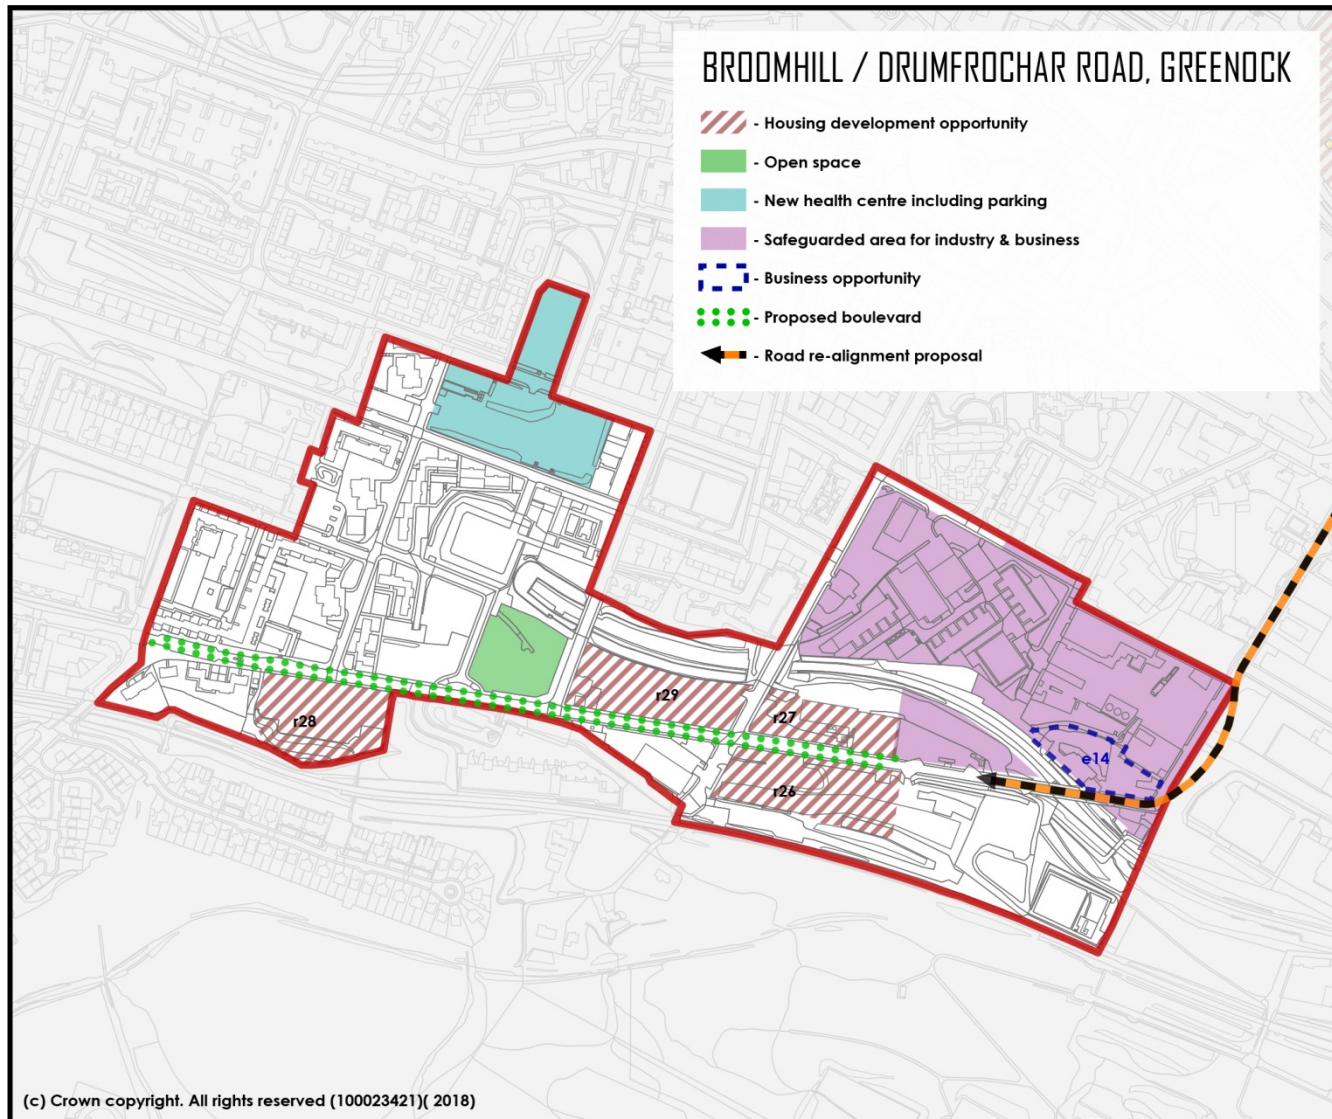 BROOMHILL / DRUMFROCHAR ROAD, GREENOCK
- Housing development opportunity
- Open space
- New health centre including parking
- Safeguarded area for industry & business
- Business opportunity
- Proposed boulevard
- Road re-alignment proposal
r29
r27
r28
e14
r26
(c) Crown copyright. All rights reserved (100023421)( 2018)